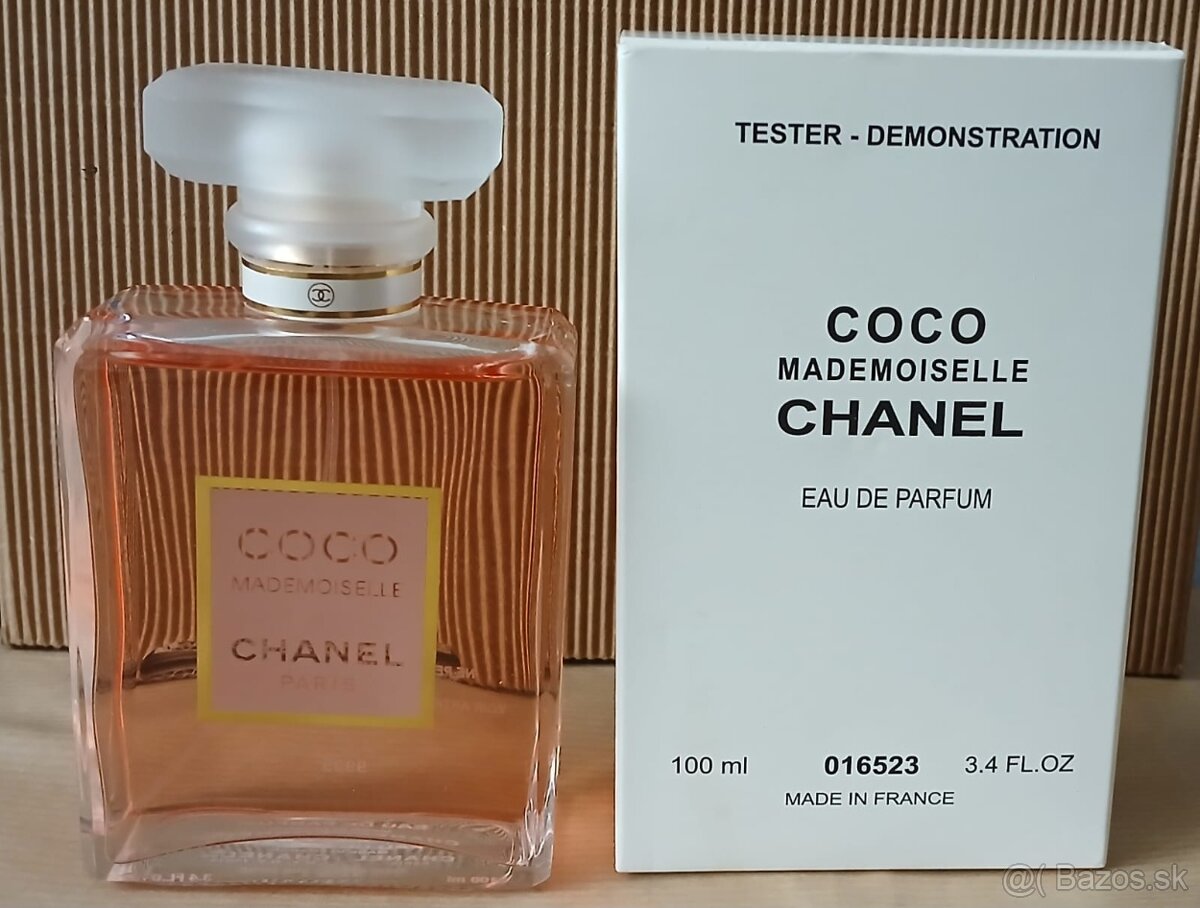 COCO
MADEMOISELLE
CHANEL
PARIS
TESTER - DEMONSTRATION
COCO
MADEMOISELLE
CHANEL
EAU DE PARFUM
100 ml 016523 3.4 FL.OZ
MADE IN FRANCE
@( Bazos.sk